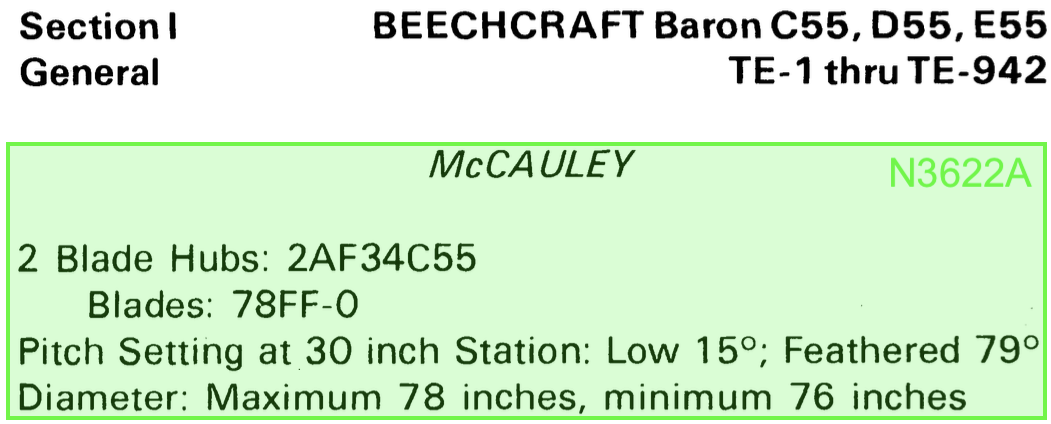 Section I BEECHCRAFT Baron C55, D55, E55
General TE-1 thru TE-942
McCAULEY N3622A
2 Blade Hubs: 2AF34C55
Blades: 78FF-0
Pitch Setting at 30 inch Station: Low 15°; Feathered 79°
Diameter: Maximum 78 inches, minimum 76 inches